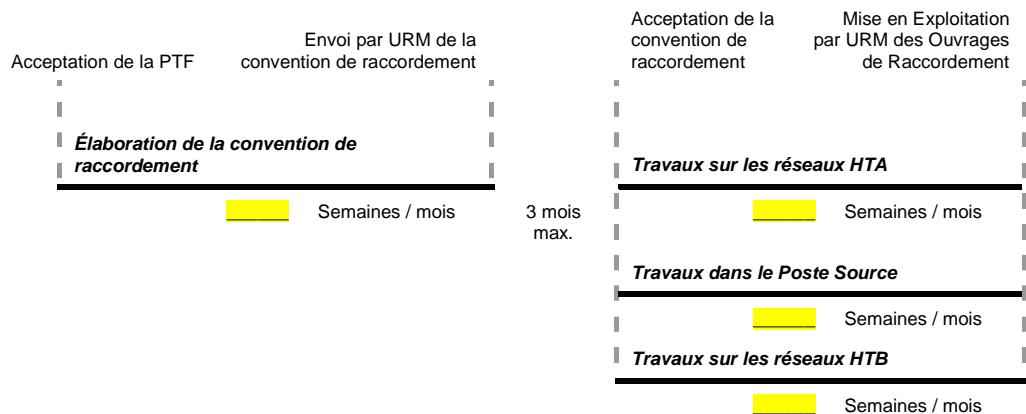 Acceptation de la PTF
Envoi par URM de la
convention de raccordement
Acceptation de la
convention de
raccordement
Mise en Exploitation
par URM des Ouvrages
de Raccordement
Élaboration de la convention de
raccordement
______ Semaines / mois
3 mois
max.
Travaux sur les réseaux HTA
______ Semaines / mois
Travaux dans le Poste Source
______ Semaines / mois
Travaux sur les réseaux HTB
______ Semaines / mois